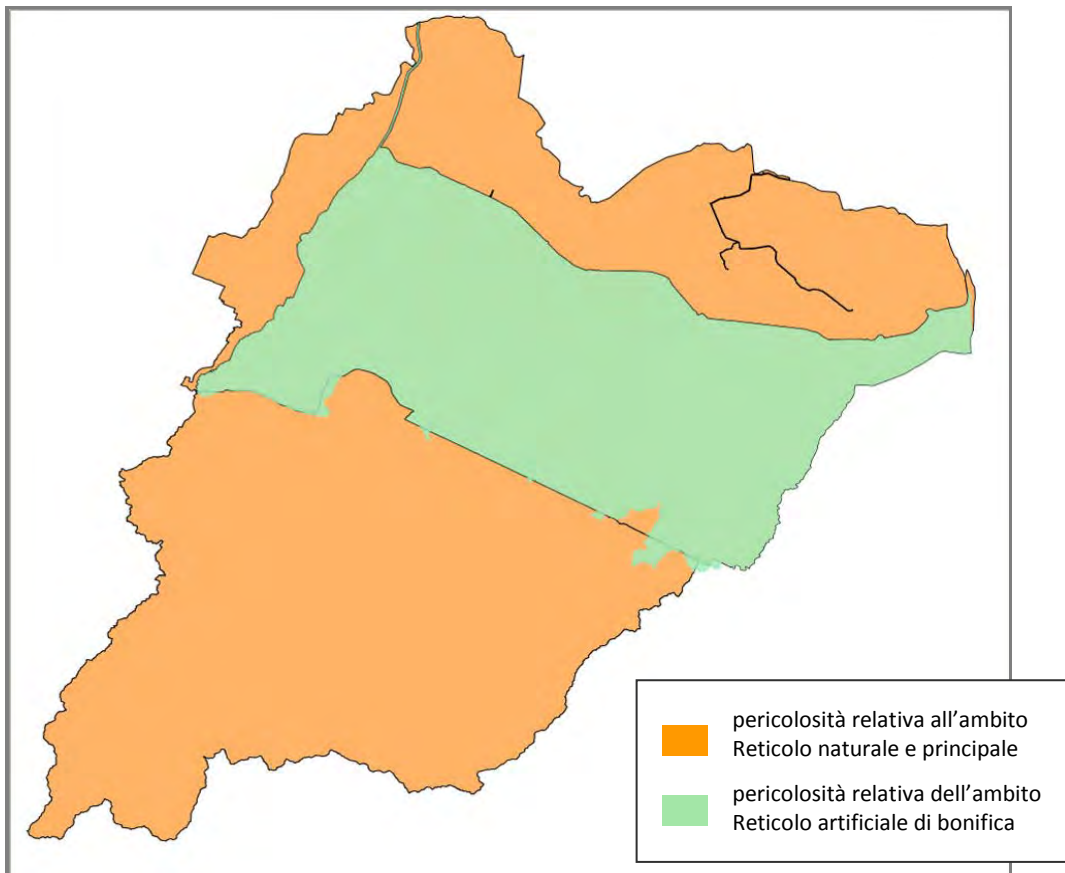 pericolosità relativa all'ambito
Reticolo naturale e principale
pericolosità relativa dell'ambito
Reticolo artificiale di bonifica